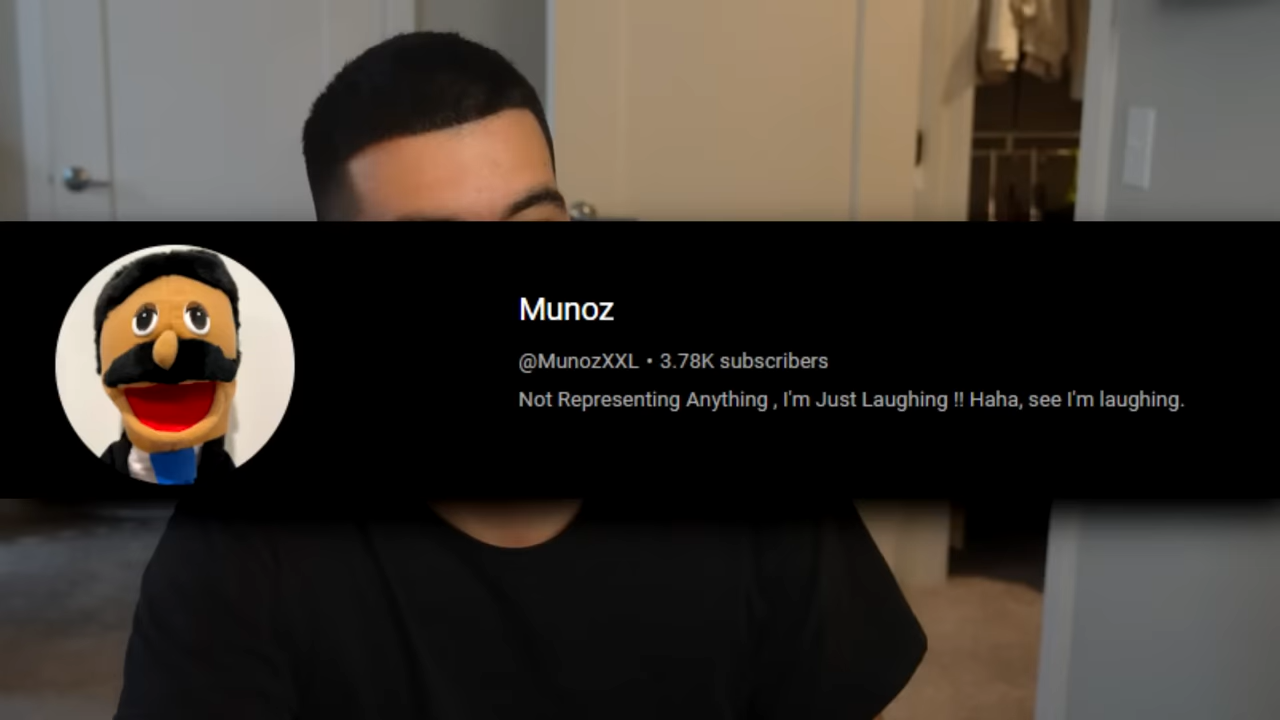 Munoz
@MunozXXL • 3.78K subscribers
Not Representing Anything , I'm Just Laughing !! Haha, see I'm laughing.